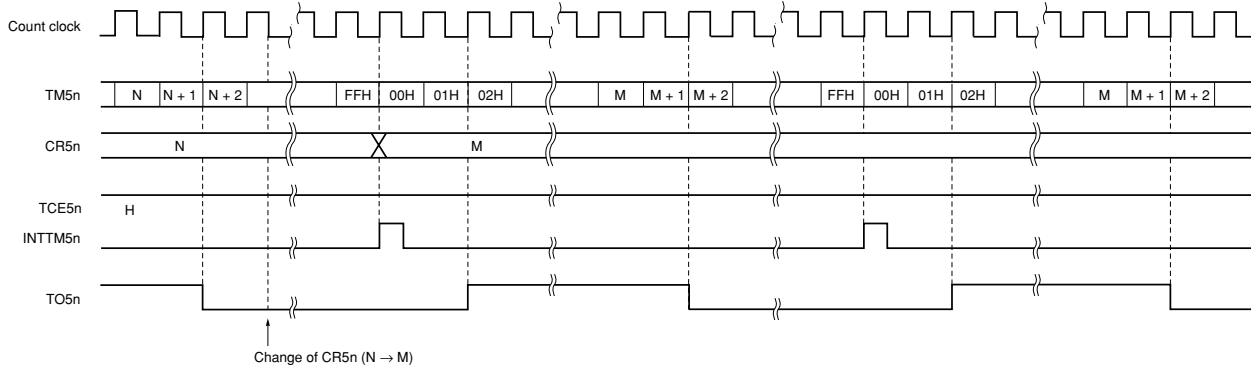 Count clock
TM5n N N + 1 N + 2 FFH 00H 01H 02H M M + 1 M + 2 FFH 00H 01H 02H M M + 1 M + 2
CR5n N M
TCE5n H
INTTM5n
TO5n
Change of CR5n (N → M)